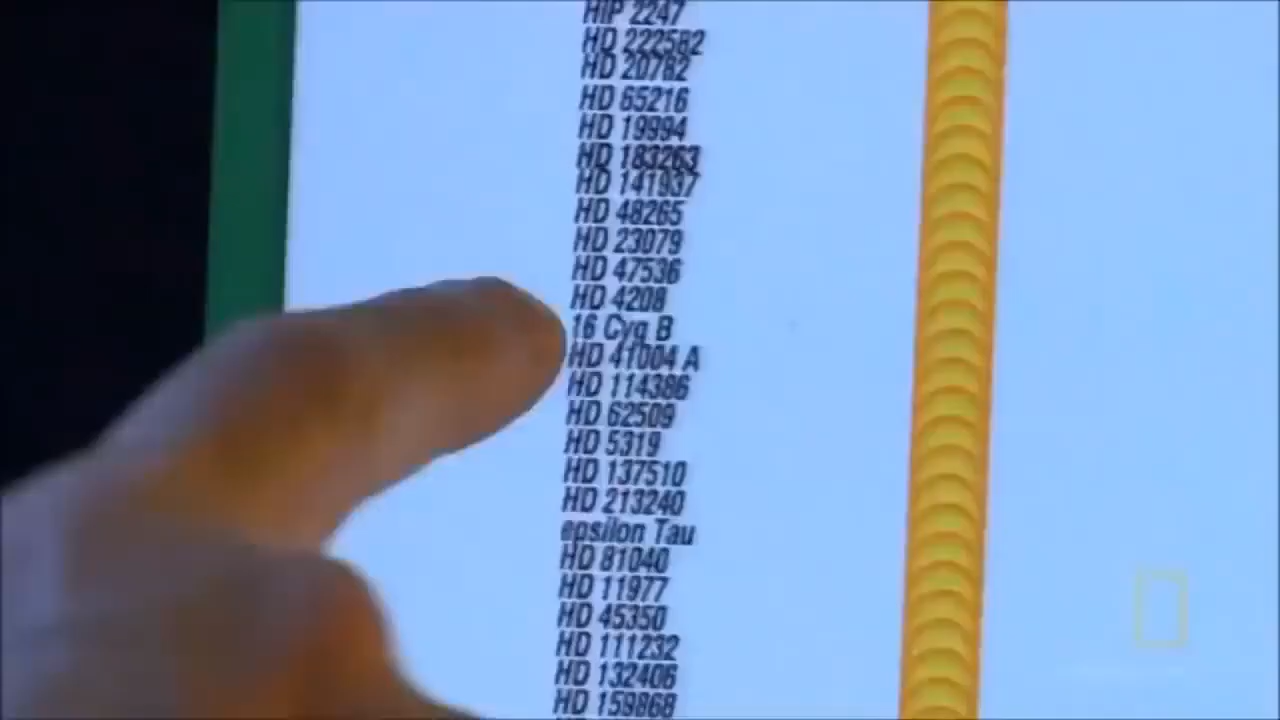 HIP 2247
HD 222582
HD 20782
HD 65216
HD 19994
HD 183263
HD 141937
HD 48265
HD 23079
HD 47536
HD 4208
16 Cyg B
HD 41004 A
HD 114386
HD 62509
HD 5319
HD 137510
HD 213240
epsilon Tau
HD 81040
HD 11977
HD 45350
HD 111232
HD 132406
HD 159868